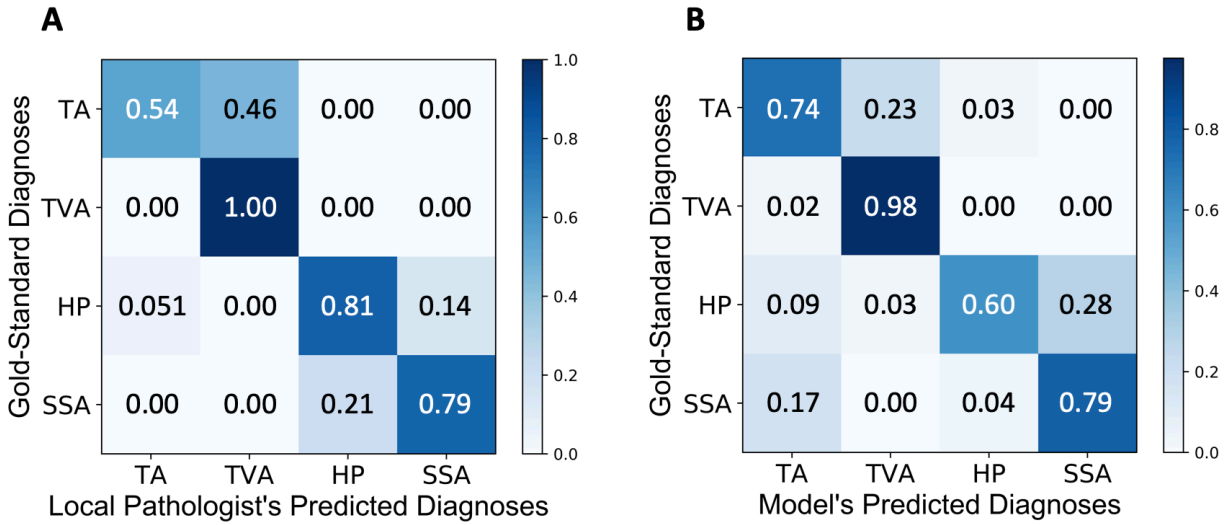 A
Gold-Standard Diagnoses
TA 0.54 0.46 0.00 0.00
TVA 0.00 1.00 0.00 0.00
HP 0.051 0.00 0.81 0.14
SSA 0.00 0.00 0.21 0.79
TA TVA HP SSA
Local Pathologist's Predicted Diagnoses
1.0
0.8
0.6
0.4
0.2
0.0
B
Gold-Standard Diagnoses
TA 0.74 0.23 0.03 0.00
TVA 0.02 0.98 0.00 0.00
HP 0.09 0.03 0.60 0.28
SSA 0.17 0.00 0.04 0.79
TA TVA HP SSA
Model's Predicted Diagnoses
0.8
0.6
0.4
0.2
0.0